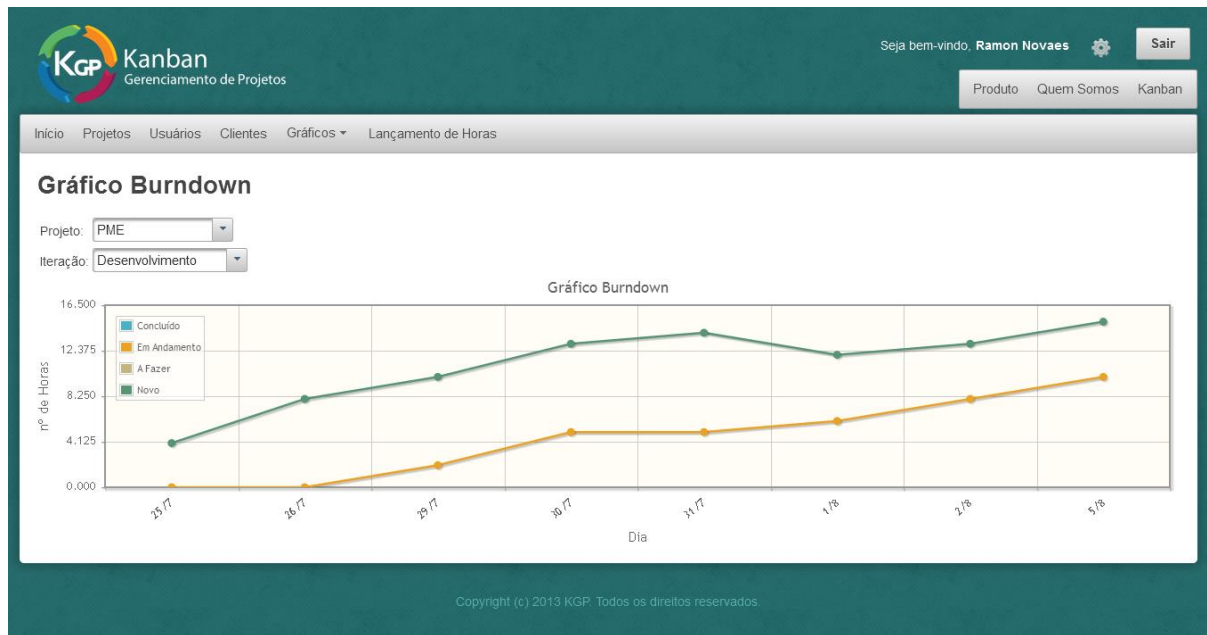 KGP
Kanban
Gerenciamento de Projetos
Seja bem-vindo, Ramon Novaes
Sair
Produto Quem Somos Kanban
Início Projetos Usuários Clientes Gráficos Lançamento de Horas
Gráfico Burndown
Projeto: PME
Iteração: Desenvolvimento
Gráfico Burndown
16.500
12.375
8.250
4.125
0.000
nº de Horas
Concluído
Em Andamento
A Fazer
Novo
25/7 26/7 29/7 30/7 31/7 1/8 2/8 5/8
Dia
Copyright (c) 2013 KGP. Todos os direitos reservados.